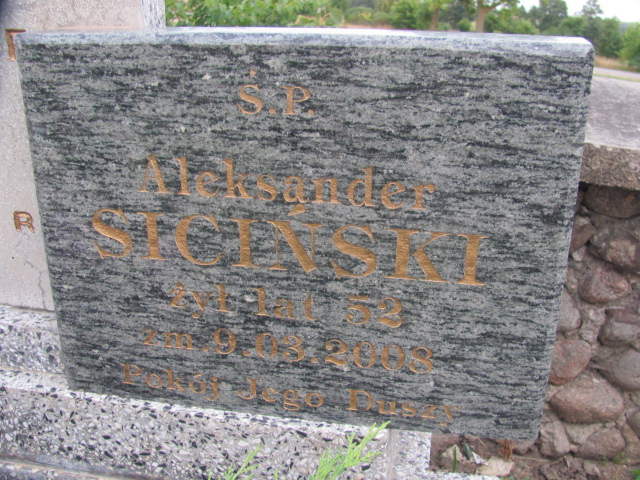 Ś.P.
Aleksander
SICIŃSKI
żył lat 52
zm.9.03.2008
Pokój Jego Duszy